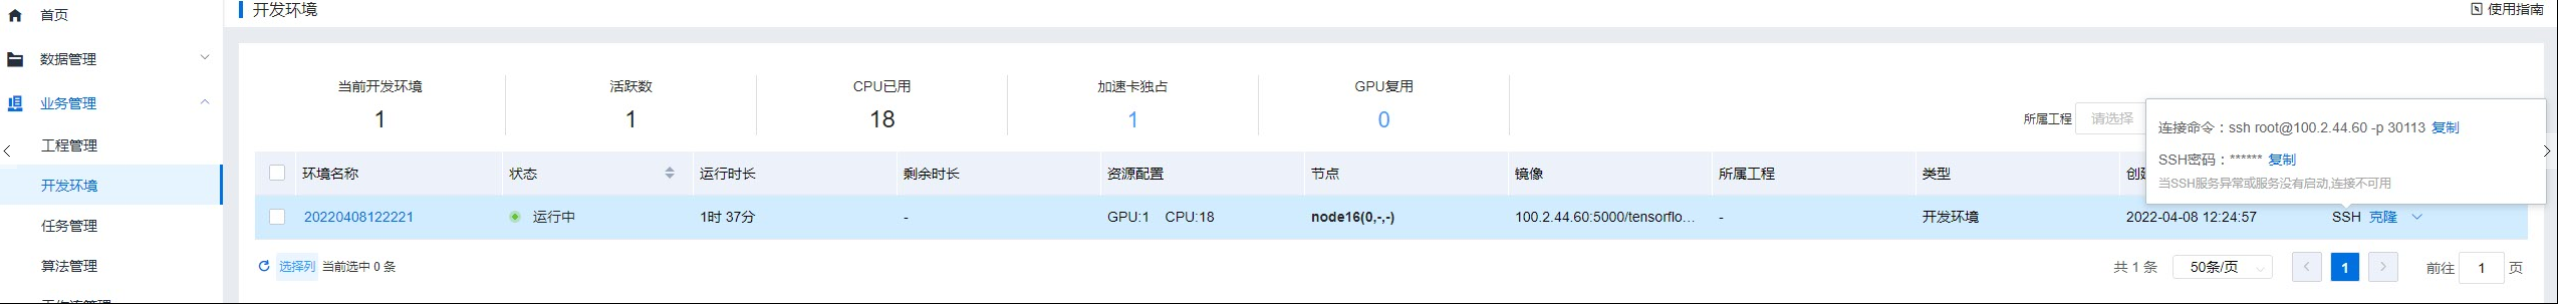 首页
数据管理
业务管理
工程管理
开发环境
任务管理
算法管理
开发环境
使用指南
当前开发环境
1
活跃数
1
CPU已用
18
加速卡独占
1
GPU复用
0
所属工程 请选择
连接命令：ssh root@100.2.44.60 -p 30113 复制
SSH密码：****** 复制
当SSH服务异常或服务没有启动,连接不可用
环境名称 状态 运行时长 剩余时长 资源配置 节点 镜像 所属工程 类型
20220408122221 运行中 1时 37分 - GPU:1 CPU:18 node16(0,-,-) 100.2.44.60:5000/tensorflo... - 开发环境 2022-04-08 12:24:57 SSH 克隆
选择列 当前选中 0 条
共 1 条 50条/页 1 前往 1 页